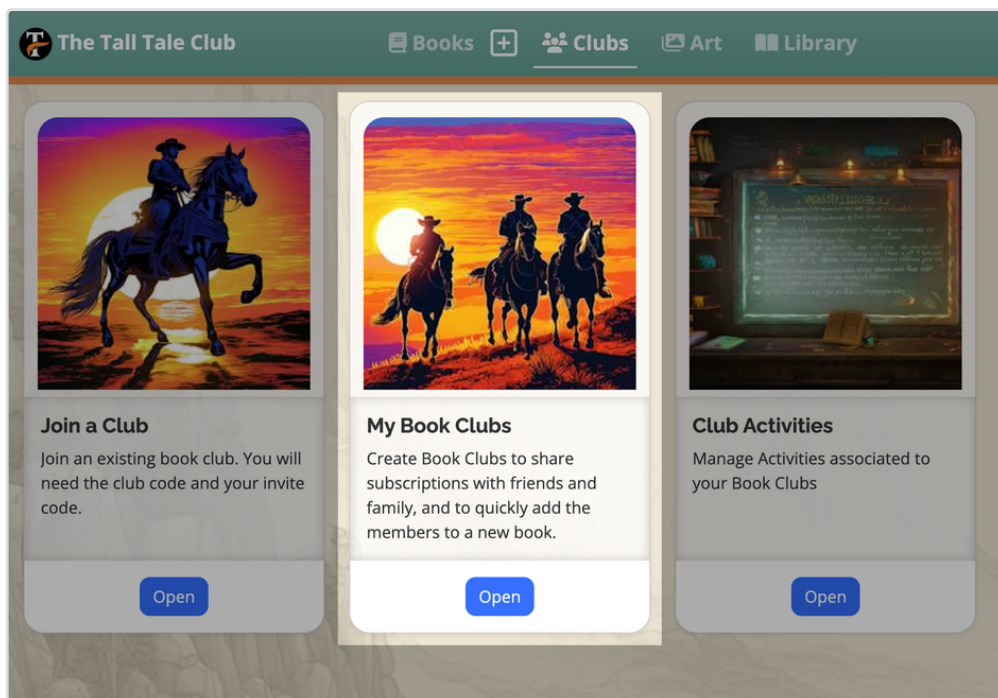 The Tall Tale Club
Books
Clubs
Art
Library
Join a Club
Join an existing book club. You will
need the club code and your invite
code.
Open
My Book Clubs
Create Book Clubs to share
subscriptions with friends and
family, and to quickly add the
members to a new book.
Open
Club Activities
Manage Activities associated to
your Book Clubs
Open